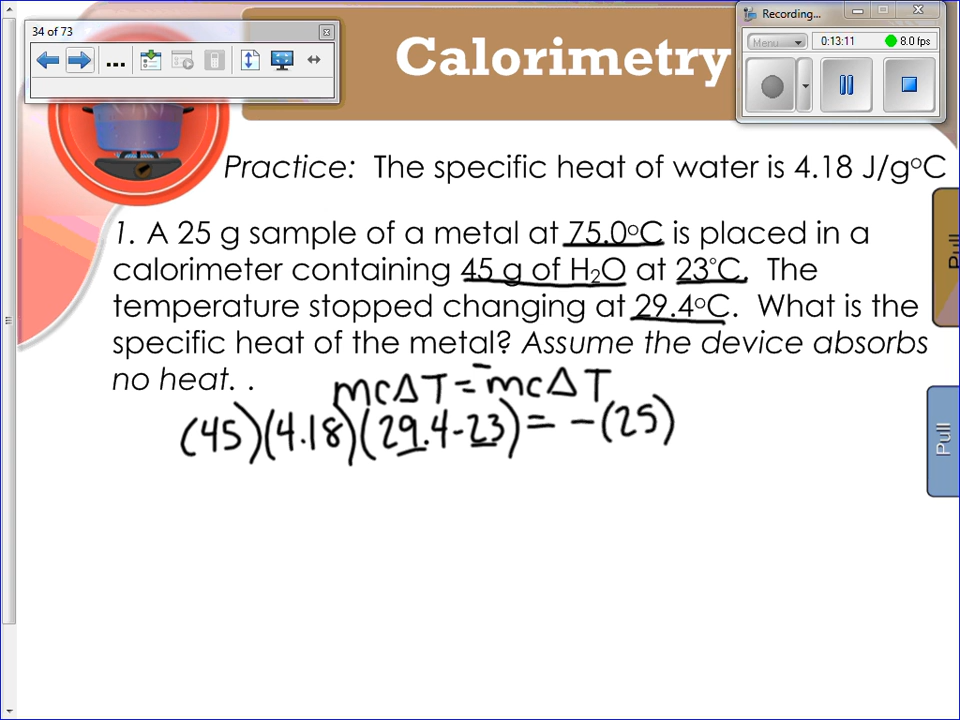 34 of 73
Recording...
Menu
0:13:11
8.0 fps
Calorimetry
Practice: The specific heat of water is 4.18 J/g°C
1. A 25 g sample of a metal at 75.0°C is placed in a
calorimeter containing 45 g of H₂O at 23°C. The
temperature stopped changing at 29.4°C. What is the
specific heat of the metal? Assume the device absorbs
no heat. .
mcΔT = -mcΔT
(45)(4.18)(29.4-23) = -(25)
Pull
Pull